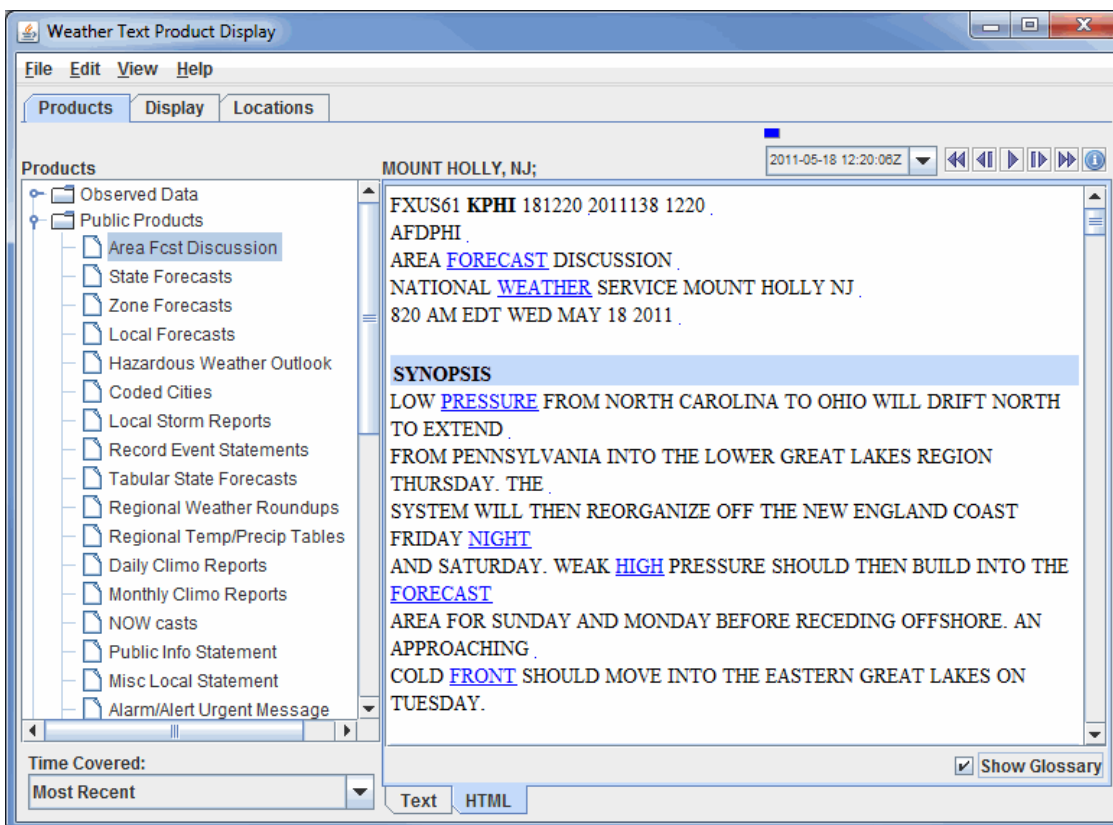 Weather Text Product Display
File Edit View Help
Products Display Locations
Products
Observed Data
Public Products
Area Fcst Discussion
State Forecasts
Zone Forecasts
Local Forecasts
Hazardous Weather Outlook
Coded Cities
Local Storm Reports
Record Event Statements
Tabular State Forecasts
Regional Weather Roundups
Regional Temp/Precip Tables
Daily Climo Reports
Monthly Climo Reports
NOW casts
Public Info Statement
Misc Local Statement
Alarm/Alert Urgent Message
Time Covered:
Most Recent
MOUNT HOLLY, NJ;
2011-05-18 12:20:06Z
FXUS61 KPHI 181220 2011138 1220
AFDPHI
AREA FORECAST DISCUSSION
NATIONAL WEATHER SERVICE MOUNT HOLLY NJ
820 AM EDT WED MAY 18 2011
SYNOPSIS
LOW PRESSURE FROM NORTH CAROLINA TO OHIO WILL DRIFT NORTH
TO EXTEND
FROM PENNSYLVANIA INTO THE LOWER GREAT LAKES REGION
THURSDAY. THE
SYSTEM WILL THEN REORGANIZE OFF THE NEW ENGLAND COAST
FRIDAY NIGHT
AND SATURDAY. WEAK HIGH PRESSURE SHOULD THEN BUILD INTO THE
FORECAST
AREA FOR SUNDAY AND MONDAY BEFORE RECEDING OFFSHORE. AN
APPROACHING
COLD FRONT SHOULD MOVE INTO THE EASTERN GREAT LAKES ON
TUESDAY.
Show Glossary
Text HTML